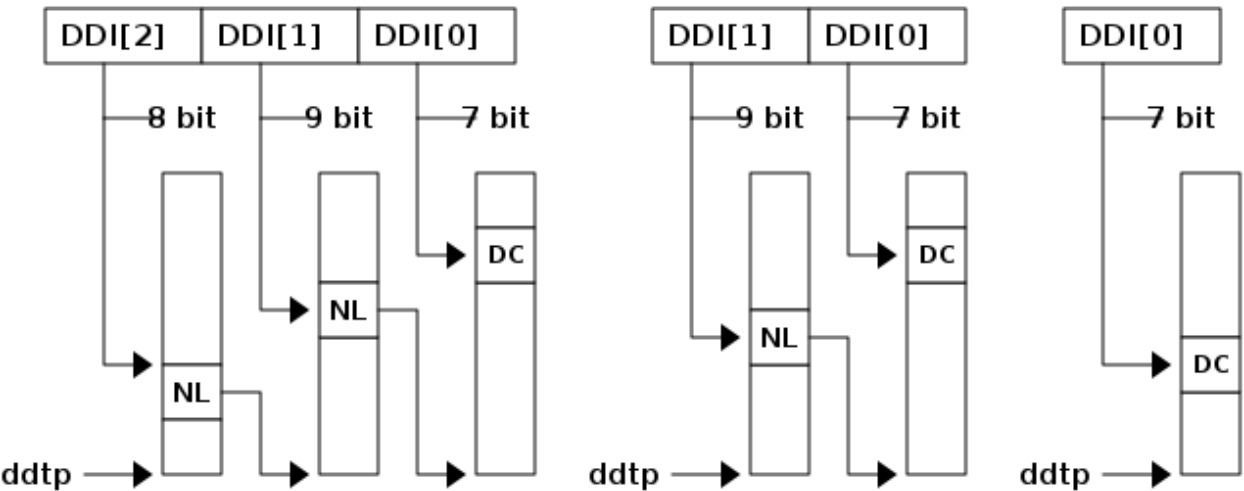 DDI[2] DDI[1] DDI[0] DDI[1] DDI[0] DDI[0]
8 bit 9 bit 7 bit 9 bit 7 bit 7 bit
DC DC
NL
NL
DC
NL
ddtp ddtp ddtp